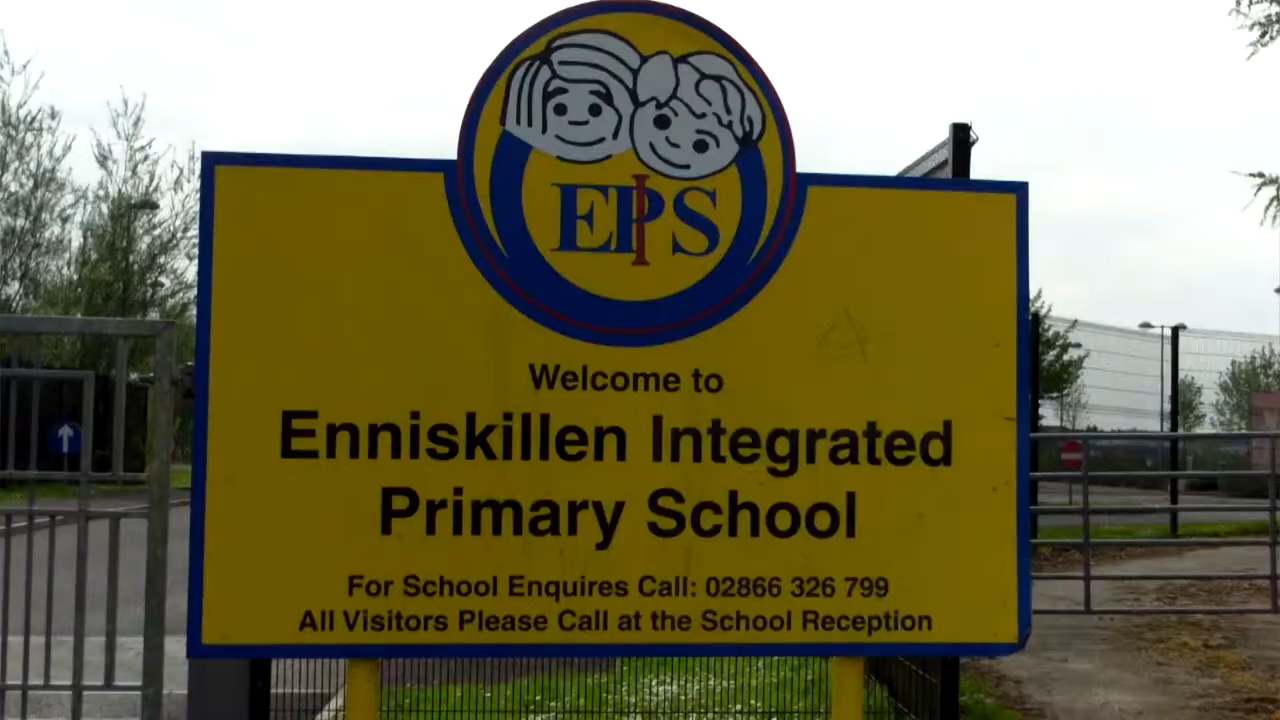 EIPS
Welcome to
Enniskillen Integrated
Primary School
For School Enquires Call: 02866 326 799
All Visitors Please Call at the School Reception